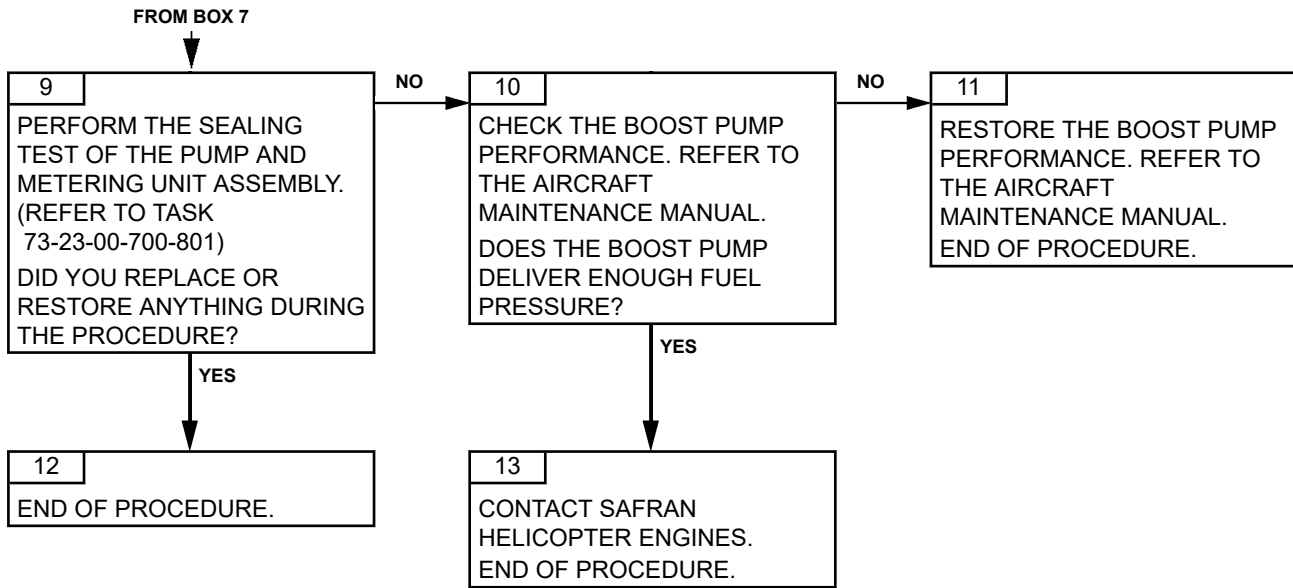 FROM BOX 7
9
PERFORM THE SEALING
TEST OF THE PUMP AND
METERING UNIT ASSEMBLY.
(REFER TO TASK
73-23-00-700-801)
DID YOU REPLACE OR
RESTORE ANYTHING DURING
THE PROCEDURE?
NO
10
CHECK THE BOOST PUMP
PERFORMANCE. REFER TO
THE AIRCRAFT
MAINTENANCE MANUAL.
DOES THE BOOST PUMP
DELIVER ENOUGH FUEL
PRESSURE?
NO
11
RESTORE THE BOOST PUMP
PERFORMANCE. REFER TO
THE AIRCRAFT
MAINTENANCE MANUAL.
END OF PROCEDURE.
YES
12
END OF PROCEDURE.
YES
13
CONTACT SAFRAN
HELICOPTER ENGINES.
END OF PROCEDURE.